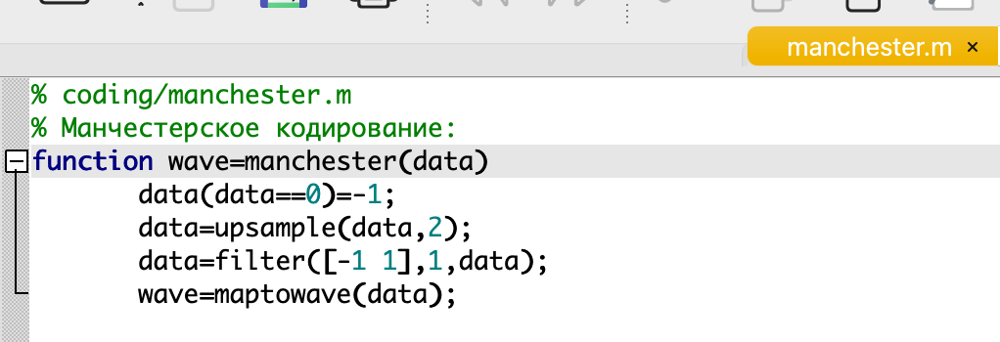 manchester.m ×
% coding/manchester.m
% Манчестерское кодирование:
function wave=manchester(data)
data(data==0)=-1;
data=upsample(data,2);
data=filter([-1 1],1,data);
wave=maptowave(data);